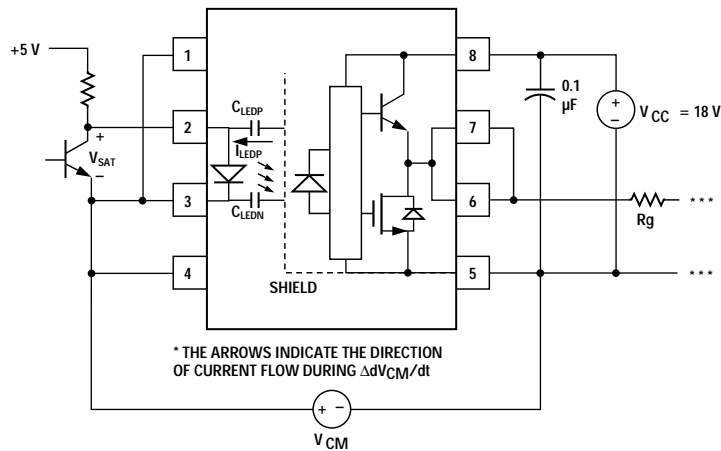 +5 V
1
8
C_LEDP
0.1
µF
+
–
V_CC = 18 V
2
+
I_LEDP
7
V_SAT
–
3
C_LEDN
6
Rg
***
4
SHIELD
5
***
* THE ARROWS INDICATE THE DIRECTION
OF CURRENT FLOW DURING ΔdV_CM/dt
+ –
V_CM